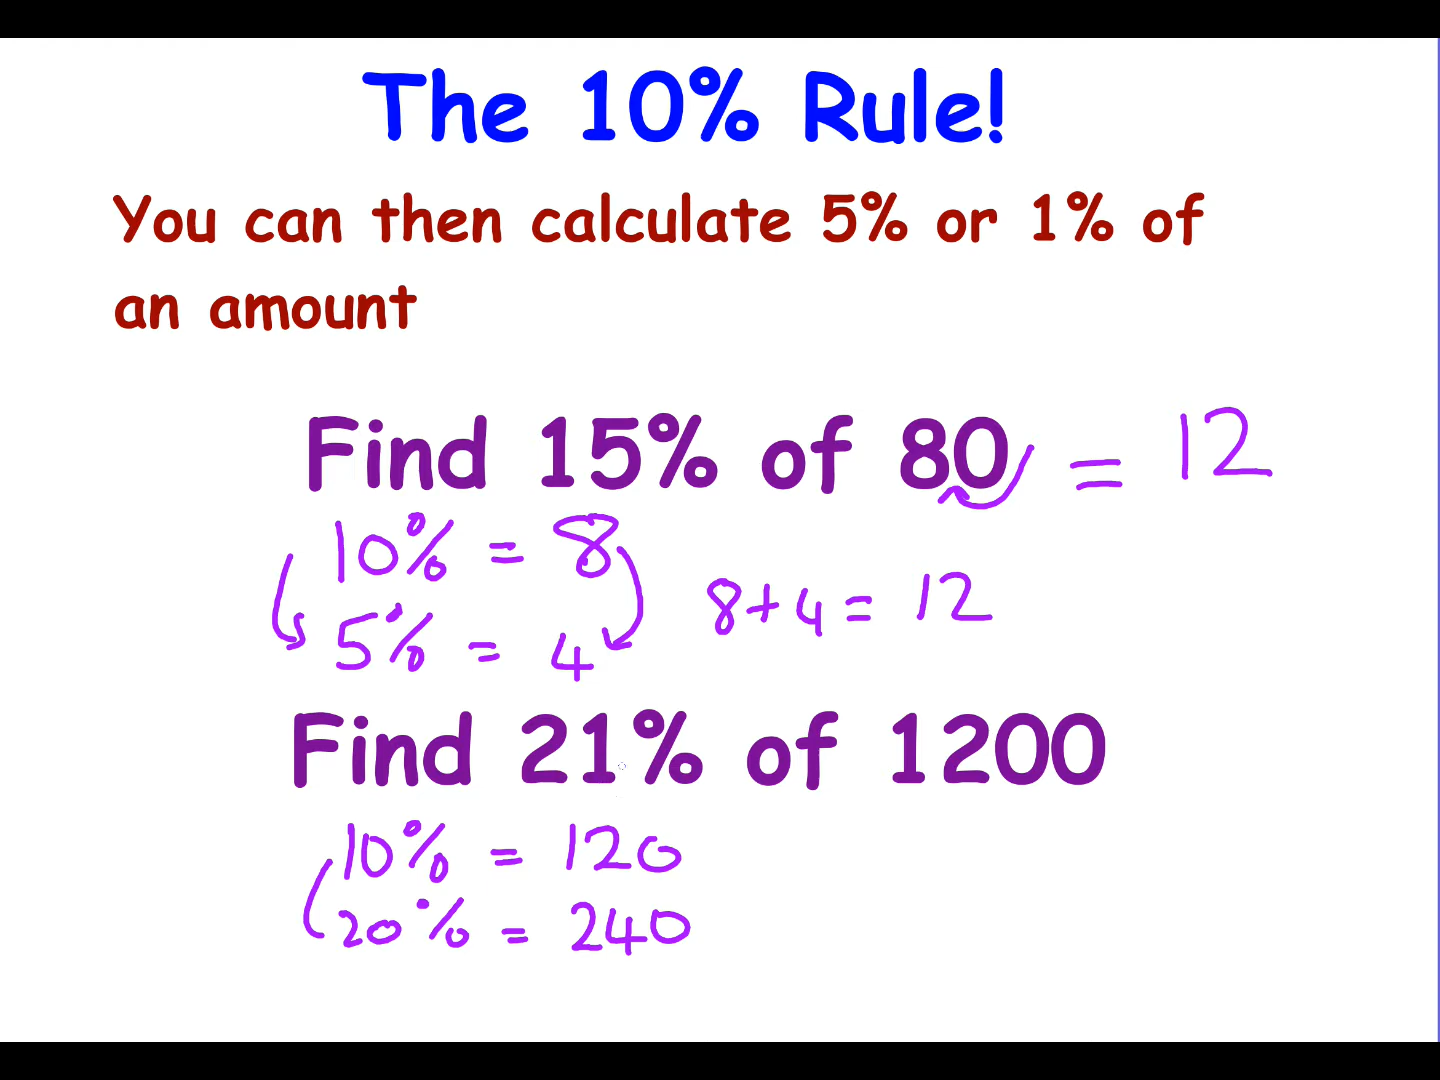 The 10% Rule!
You can then calculate 5% or 1% of
an amount
Find 15% of 80 = 12
10% = 8
8+4 = 12
5% = 4
Find 21% of 1200
10% = 120
20% = 240